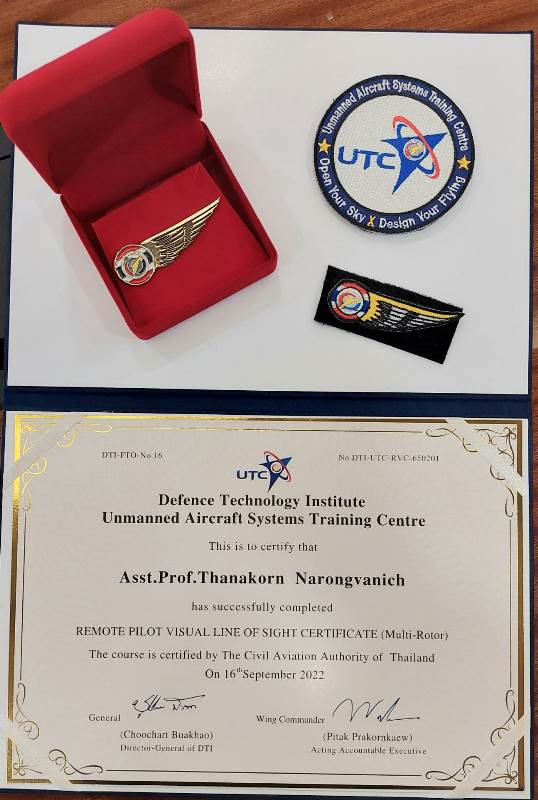 Unmanned Aircraft Systems Training Centre
UTC
Open Your Sky X Design Your Flying
DTI-FTO-No.16
No.DTI-UTC-RVC-650201
UTC
Defence Technology Institute
Unmanned Aircraft Systems Training Centre
This is to certify that
Asst.Prof.Thanakorn Narongvanich
has successfully completed
REMOTE PILOT VISUAL LINE OF SIGHT CERTIFICATE (Multi-Rotor)
The course is certified by The Civil Aviation Authority of Thailand
On 16th September 2022
General
Wing Commander
(Choochart Buakhao)
(Pitak Prakornkaew)
Director-General of DTI
Acting Accountable Executive